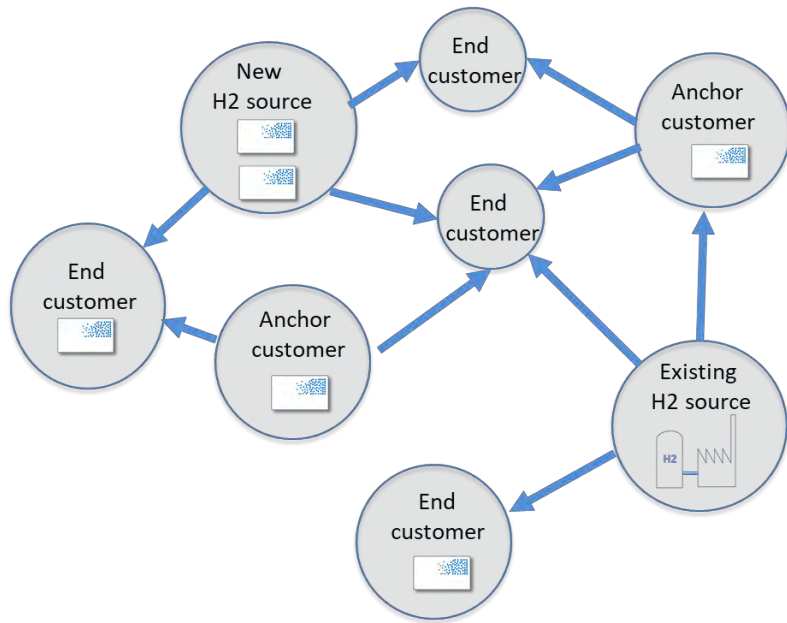 New
H2 source
End
customer
Anchor
customer
End
customer
End
customer
Anchor
customer
Existing
H2 source
H2
End
customer